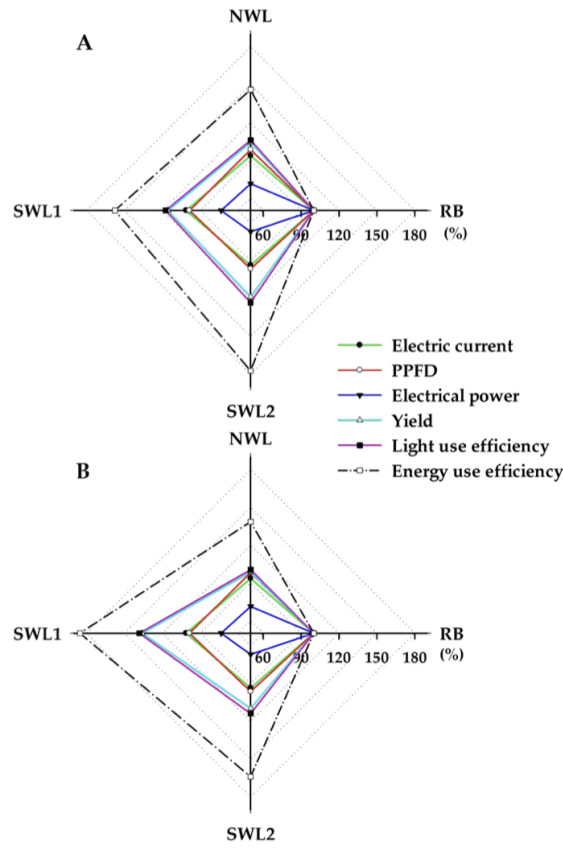 NWL
A
SWL1
RB
60 90 120 150 180 (%)
SWL2
Electric current
PPFD
Electrical power
Yield
Light use efficiency
Energy use efficiency
NWL
B
SWL1
RB
60 90 120 150 180 (%)
SWL2